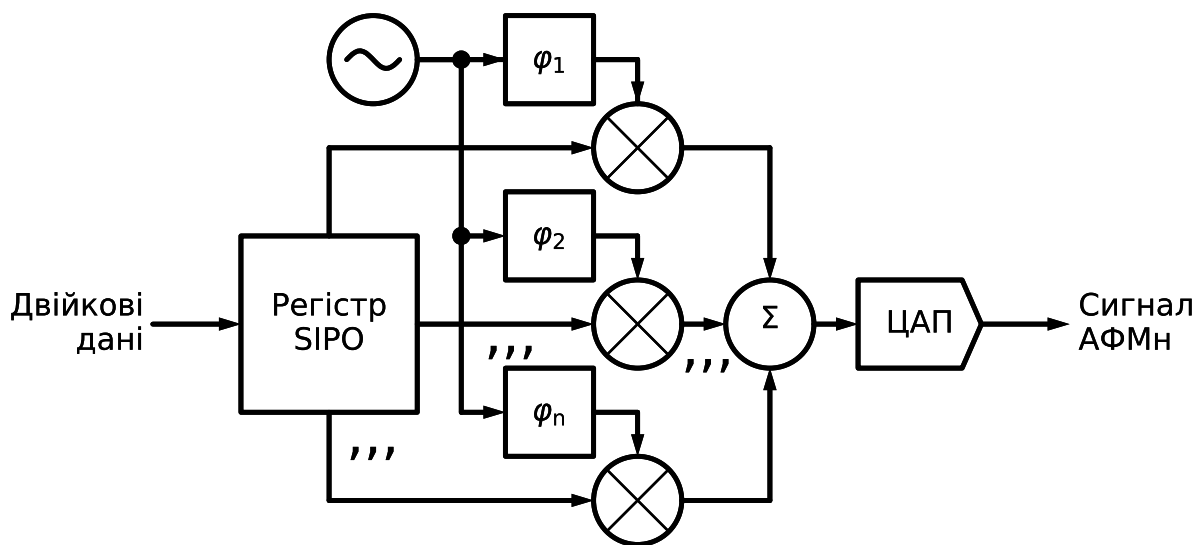 φ1
φ2
Двійкові
дані
Регістр
SIPO
,,,
,,,
Σ
ЦАП
Сигнал
АФМн
φn
,,,